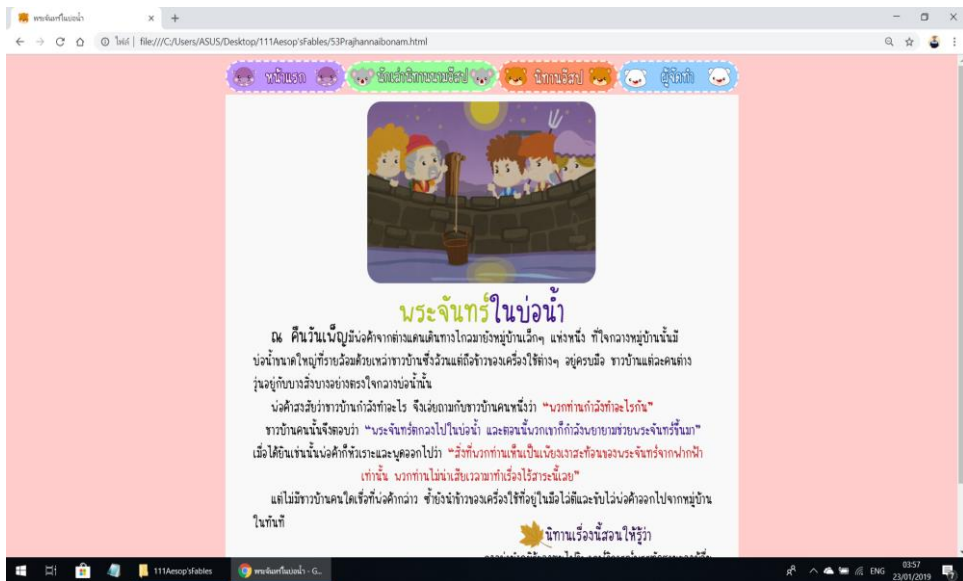 พระจันทร์ในบ่อน้ำ
ไฟล์ | file:///C:/Users/ASUS/Desktop/111Aesop'sFables/53Prajhannaibonam.html
หน้าแรก นักเล่านิทานนามอีสป นิทานอีสป ผู้จัดทำ
พระจันทร์ในบ่อน้ำ
ณ คืนวันเพ็ญมีพ่อค้าจากต่างแดนเดินทางไกลมายังหมู่บ้านเล็กๆ แห่งหนึ่ง ที่ใจกลางหมู่บ้านนั้นมี
บ่อน้ำขนาดใหญ่ที่รายล้อมด้วยเหล่าชาวบ้านซึ่งล้วนแต่ถือข้าวของเครื่องใช้ต่างๆ อยู่ครบมือ ชาวบ้านแต่ละคนต่าง
วุ่นอยู่กับบางสิ่งบางอย่างตรงใจกลางบ่อน้ำนั้น
พ่อค้าสงสัยว่าชาวบ้านกำลังทำอะไร จึงเอ่ยถามกับชาวบ้านคนหนึ่งว่า “พวกท่านกำลังทำอะไรกัน”
ชาวบ้านคนนั้นจึงตอบว่า “พระจันทร์ตกลงไปในบ่อน้ำ และตอนนี้พวกเขาก็กำลังพยายามช่วยพระจันทร์ขึ้นมา”
เมื่อได้ยินเช่นนั้นพ่อค้าก็หัวเราะและพูดออกไปว่า “สิ่งที่พวกท่านเห็นเป็นเพียงเงาสะท้อนของพระจันทร์จากฟากฟ้า
เท่านั้น พวกท่านไม่น่าเสียเวลามาทำเรื่องไร้สาระนี้เลย”
แต่ไม่มีชาวบ้านคนใดเชื่อที่พ่อค้ากล่าว ซ้ำยังนำข้าวของเครื่องใช้ที่อยู่ในมือไล่ตีและขับไล่พ่อค้าออกไปจากหมู่บ้าน
ในทันที
นิทานเรื่องนี้สอนให้รู้ว่า
111Aesop'sFables
พระจันทร์ในบ่อน้ำ - G...
ENG
03:57
23/01/2019